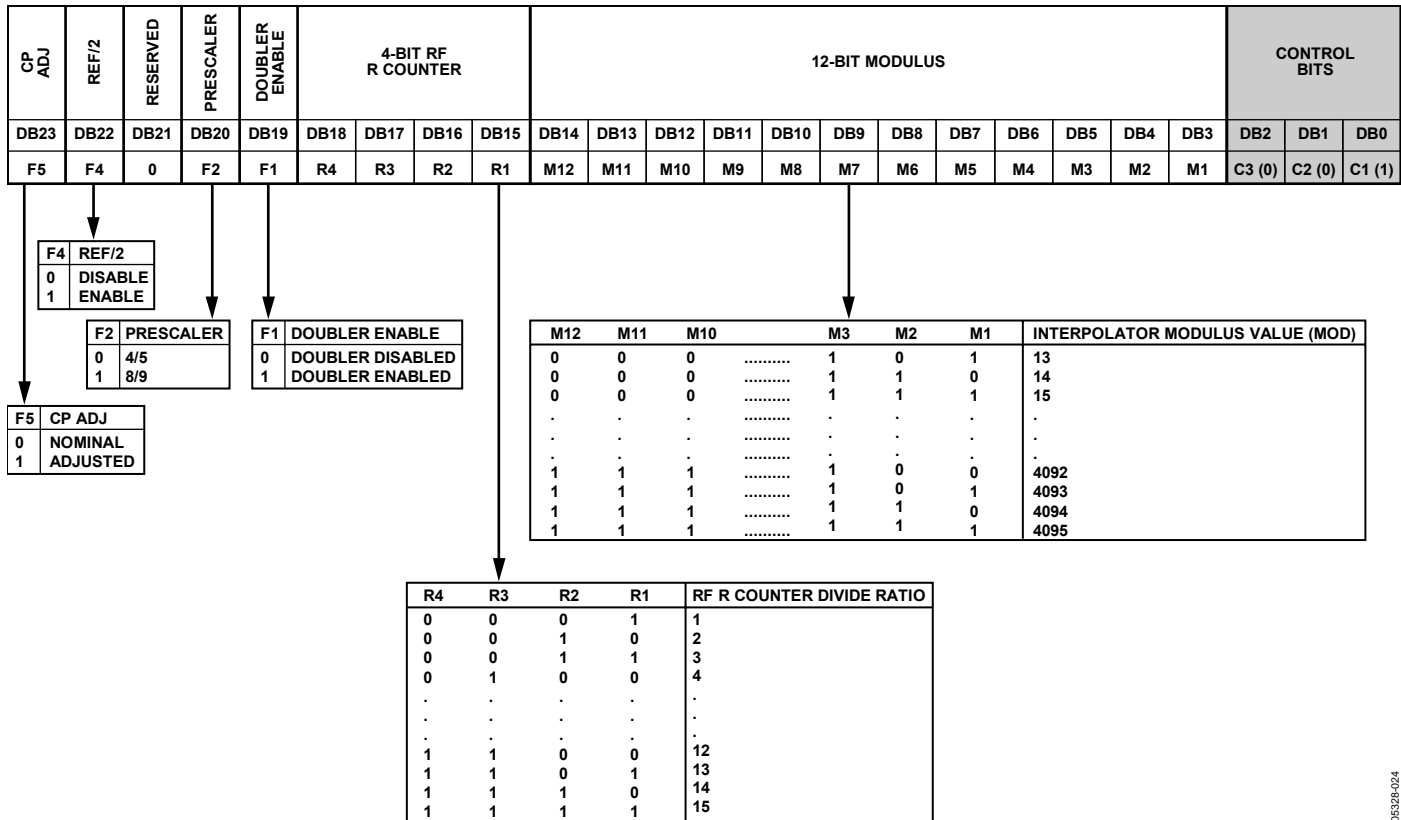 CP ADJ
REF/2
RESERVED
PRESCALER
DOUBLER ENABLE
4-BIT RF
R COUNTER
12-BIT MODULUS
CONTROL
BITS
DB23 DB22 DB21 DB20 DB19 DB18 DB17 DB16 DB15 DB14 DB13 DB12 DB11 DB10 DB9 DB8 DB7 DB6 DB5 DB4 DB3 DB2 DB1 DB0
F5 F4 0 F2 F1 R4 R3 R2 R1 M12 M11 M10 M9 M8 M7 M6 M5 M4 M3 M2 M1 C3 (0) C2 (0) C1 (1)
F4 REF/2
0 DISABLE
1 ENABLE
F2 PRESCALER
0 4/5
1 8/9
F1 DOUBLER ENABLE
0 DOUBLER DISABLED
1 DOUBLER ENABLED
F5 CP ADJ
0 NOMINAL
1 ADJUSTED
M12 M11 M10 M3 M2 M1 INTERPOLATOR MODULUS VALUE (MOD)
0 0 0 .......... 1 0 1 13
0 0 0 .......... 1 1 0 14
0 0 0 .......... 1 1 1 15
. . . .......... . . . .
. . . .......... . . . .
. . . .......... . . . .
1 1 1 .......... 1 0 0 4092
1 1 1 .......... 1 0 1 4093
1 1 1 .......... 1 1 0 4094
1 1 1 .......... 1 1 1 4095
R4 R3 R2 R1 RF R COUNTER DIVIDE RATIO
0 0 0 1 1
0 0 1 0 2
0 0 1 1 3
0 1 0 0 4
. . . . .
. . . . .
. . . . .
1 1 0 0 12
1 1 0 1 13
1 1 1 0 14
1 1 1 1 15
05328-024